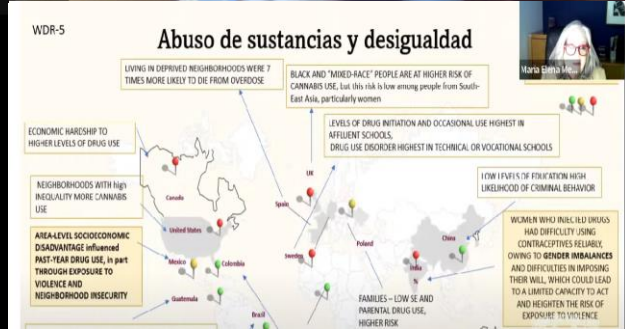 WDR-5
Abuso de sustancias y desigualdad
Maria Elena Me...
LIVING IN DEPRIVED NEIGHBORHOODS WERE 7
TIMES MORE LIKELY TO DIE FROM OVERDOSE
BLACK AND "MIXED-RACE" PEOPLE ARE AT HIGHER RISK OF
CANNABIS USE, but this risk is low among people from South-
East Asia, particularly women
LEVELS OF DRUG INITIATION AND OCCASIONAL USE HIGHEST IN
AFFLUENT SCHOOLS,
DRUG USE DISORDER HIGHEST IN TECHNICAL OR VOCATIONAL SCHOOLS
ECONOMIC HARDSHIP TO
HIGHER LEVELS OF DRUG USE
LOW LEVELS OF EDUCATION HIGH
LIKELIHOOD OF CRIMINAL BEHAVIOR
NEIGHBORHOODS WITH high
INEQUALITY MORE CANNABIS
USE
Canada
UK
Spain
Poland
Sweden
United States
China
India
Mexico
Colombia
Guatemala
Brazil
AREA-LEVEL SOCIOECONOMIC
DISADVANTAGE influenced
PAST-YEAR DRUG USE, in part
THROUGH EXPOSURE TO
VIOLENCE AND
NEIGHBORHOOD INSECURITY
WOMEN WHO INJECTED DRUGS
HAD DIFFICULTY USING
CONTRACEPTIVES RELIABLY,
OWING TO GENDER IMBALANCES
AND DIFFICULTIES IN IMPOSING
THEIR WILL, WHICH COULD LEAD
TO A LIMITED CAPACITY TO ACT
AND HEIGHTEN THE RISK OF
EXPOSURE TO VIOLENCE
FAMILIES – LOW SE AND
PARENTAL DRUG USE,
HIGHER RISK